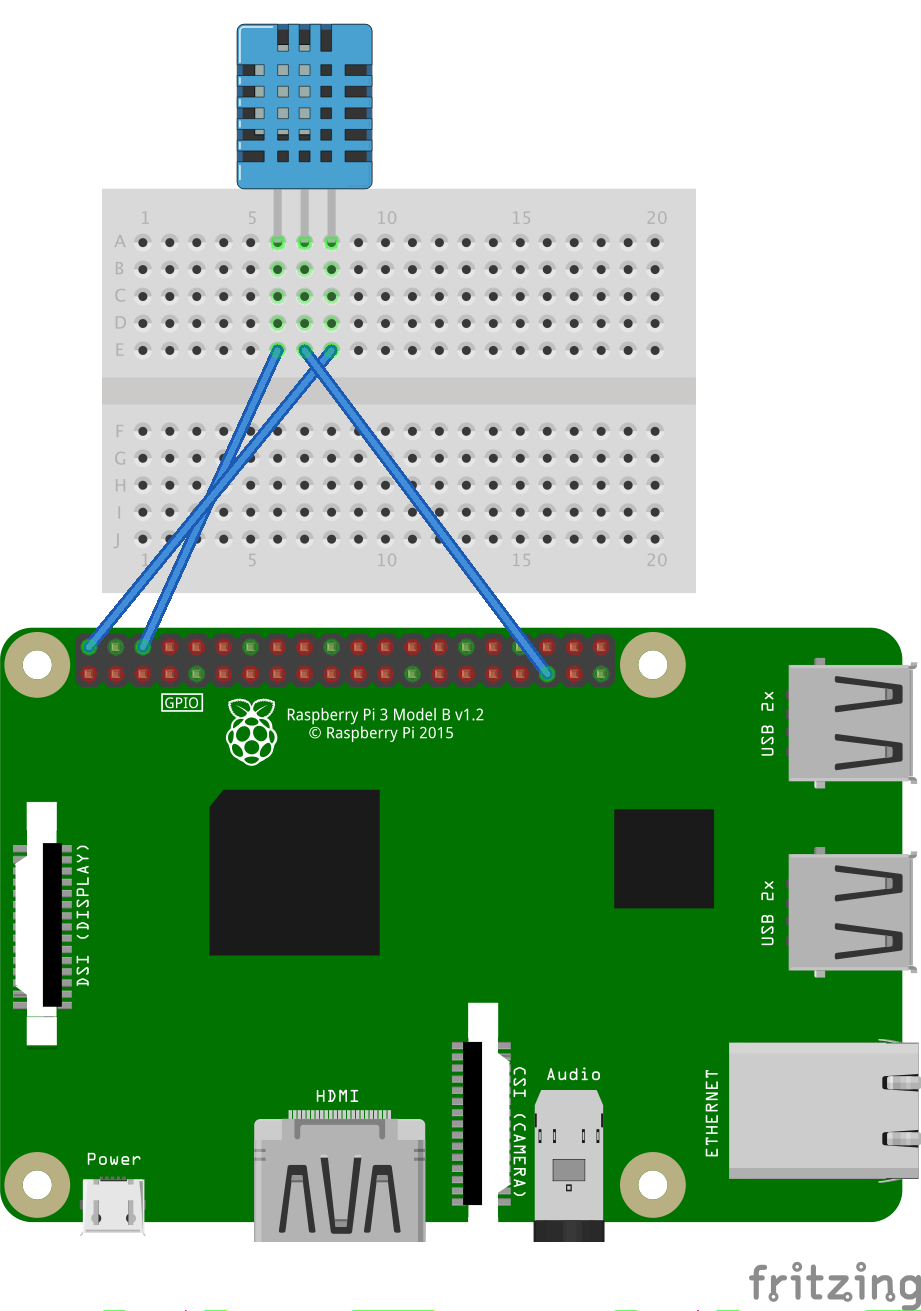 1 5 10 15 20
A
B
C
D
E
F
G
H
I
J
1 5 10 15 20
GPIO
Raspberry Pi 3 Model B v1.2
© Raspberry Pi 2015
USB 2x
DSI (DISPLAY)
USB 2x
HDMI
CSI (CAMERA)
Audio
ETHERNET
Power
fritzing